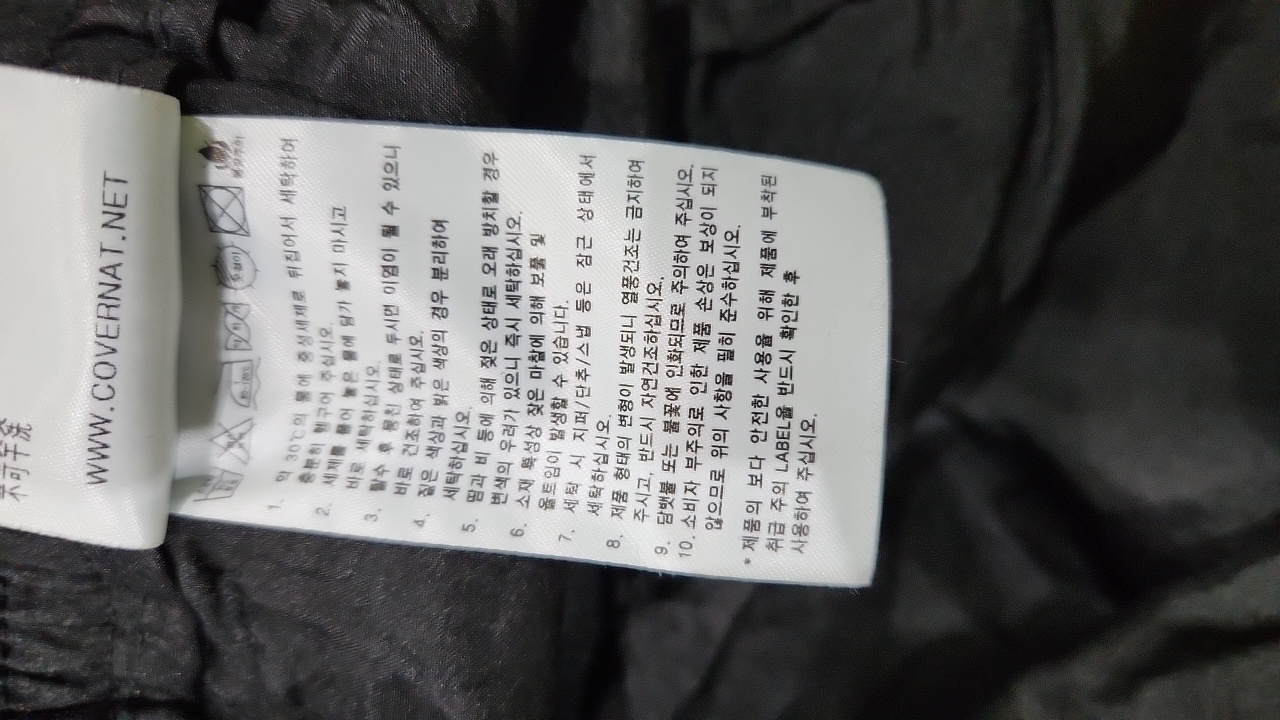 不可干洗
WWW.COVERNAT.NET
1. 약 30℃의 물에 중성세제로 뒤집어서 세탁하여
충분히 헹구어 주십시오.
2. 세제를 풀어 놓은 물에 담가 놓지 마시고
바로 세탁하십시오.
3. 탈수 후 뭉친 상태로 두시면 이염이 될 수 있으니
바로 건조하여 주십시오.
4. 짙은 색상과 밝은 색상의 경우 분리하여
세탁하십시오.
5. 땀과 비 등에 의해 젖은 상태로 오래 방치할 경우
변색의 우려가 있으니 즉시 세탁하십시오.
6. 소재 특성상 잦은 마찰에 의해 보풀 및
올트임이 발생할 수 있습니다.
7. 세탁 시 지퍼/단추/스냅 등은 잠근 상태에서
세탁하십시오.
8. 제품 형태의 변형이 발생되니 열풍건조는 금지하여
주시고, 반드시 자연건조하십시오.
9. 담뱃불 또는 불꽃에 인화되므로 주의하여 주십시오.
10. 소비자 부주의로 인한 제품 손상은 보상이 되지
않으므로 위의 사항을 필히 준수하십시오.
* 제품의 보다 안전한 사용을 위해 제품에 부착된
취급 주의 LABEL을 반드시 확인한 후
사용하여 주십시오.